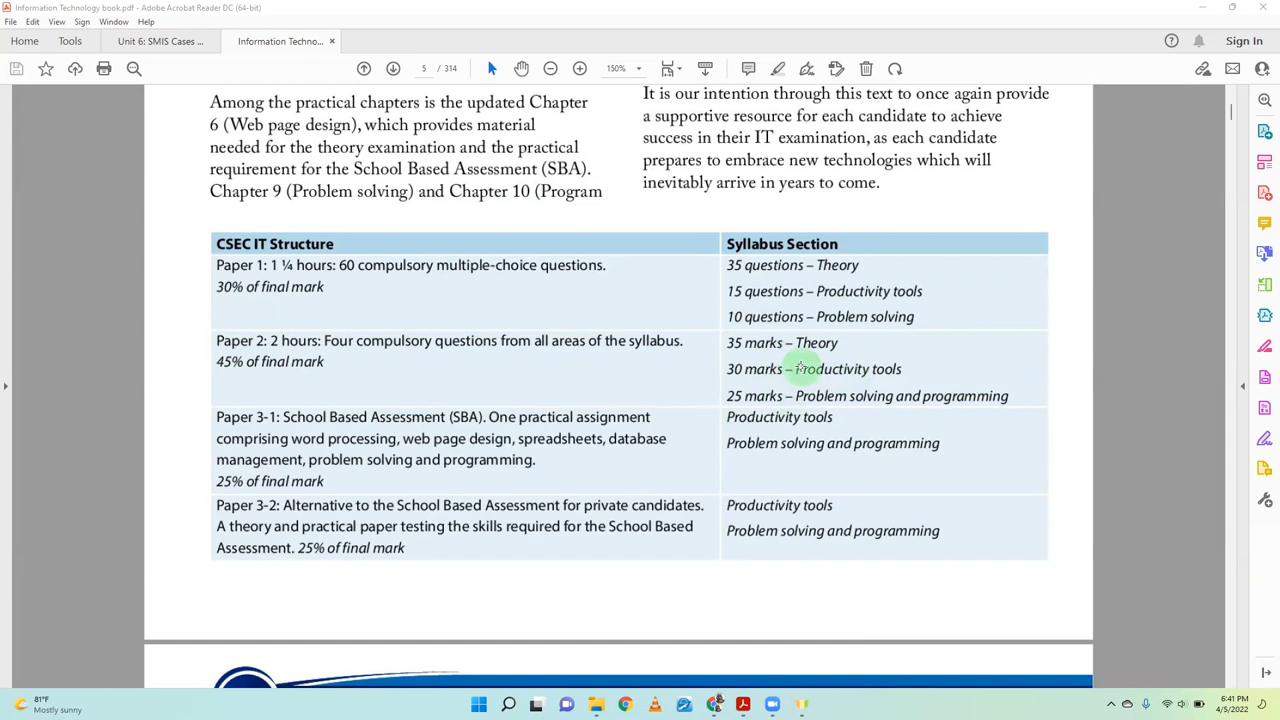 Information Technology book.pdf - Adobe Acrobat Reader DC (64-bit)
File Edit View Sign Window Help
Home Tools Unit 6: SMIS Cases ... Information Techno... × Sign In
5 / 314 150%
Among the practical chapters is the updated Chapter
6 (Web page design), which provides material
needed for the theory examination and the practical
requirement for the School Based Assessment (SBA).
Chapter 9 (Problem solving) and Chapter 10 (Program
It is our intention through this text to once again provide
a supportive resource for each candidate to achieve
success in their IT examination, as each candidate
prepares to embrace new technologies which will
inevitably arrive in years to come.
CSEC IT Structure
Syllabus Section
Paper 1: 1 ¼ hours: 60 compulsory multiple-choice questions.
30% of final mark
35 questions – Theory
15 questions – Productivity tools
10 questions – Problem solving
Paper 2: 2 hours: Four compulsory questions from all areas of the syllabus.
45% of final mark
35 marks – Theory
30 marks – Productivity tools
25 marks – Problem solving and programming
Paper 3-1: School Based Assessment (SBA). One practical assignment
comprising word processing, web page design, spreadsheets, database
management, problem solving and programming.
25% of final mark
Productivity tools
Problem solving and programming
Paper 3-2: Alternative to the School Based Assessment for private candidates.
A theory and practical paper testing the skills required for the School Based
Assessment. 25% of final mark
Productivity tools
Problem solving and programming
81°F
Mostly sunny
6:41 PM
4/5/2022